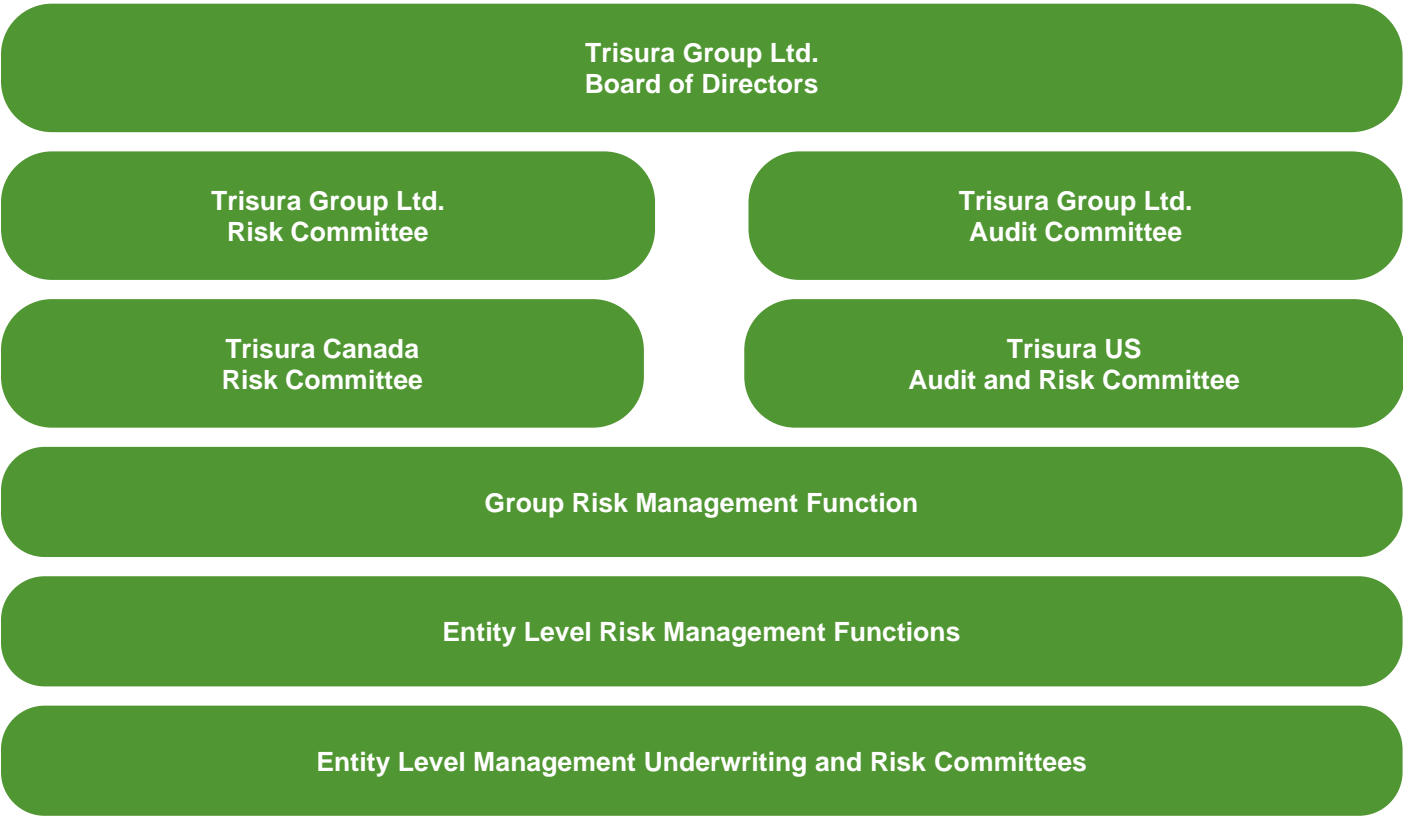 Trisura Group Ltd.
Board of Directors
Trisura Group Ltd.
Risk Committee
Trisura Group Ltd.
Audit Committee
Trisura Canada
Risk Committee
Trisura US
Audit and Risk Committee
Group Risk Management Function
Entity Level Risk Management Functions
Entity Level Management Underwriting and Risk Committees